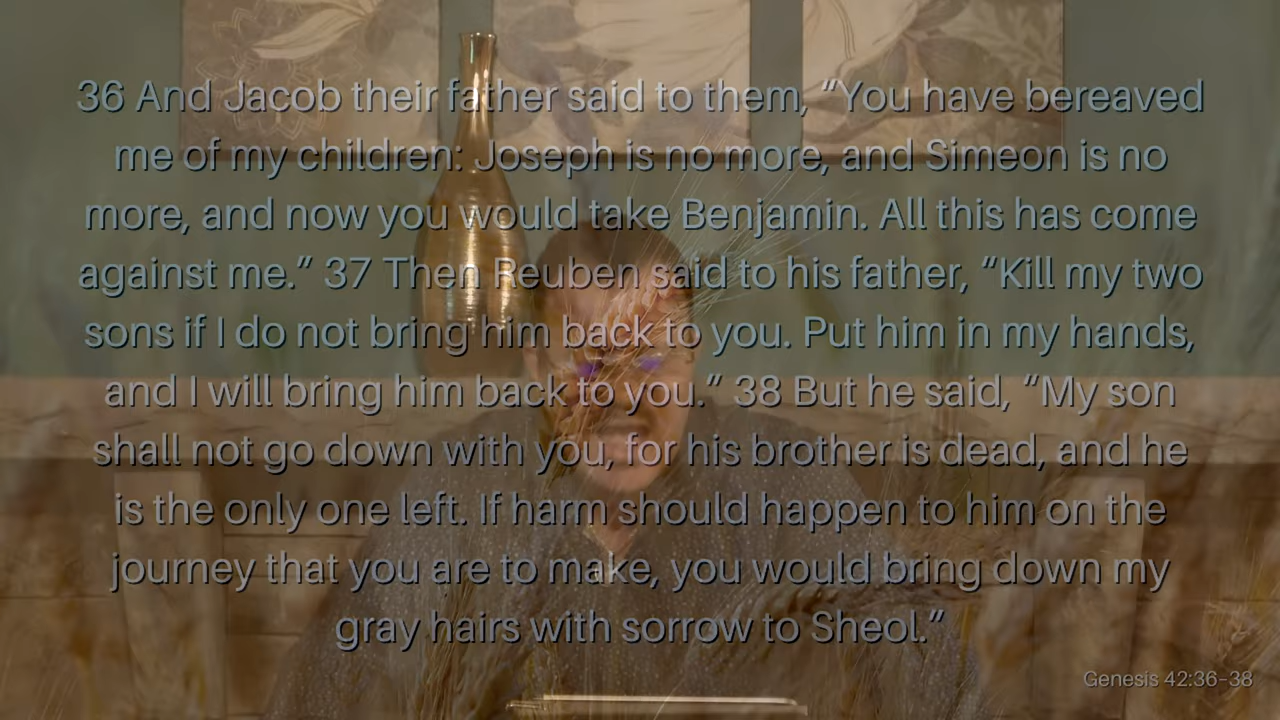 36 And Jacob their father said to them, “You have bereaved
me of my children: Joseph is no more, and Simeon is no
more, and now you would take Benjamin. All this has come
against me.” 37 Then Reuben said to his father, “Kill my two
sons if I do not bring him back to you. Put him in my hands,
and I will bring him back to you.” 38 But he said, “My son
shall not go down with you, for his brother is dead, and he
is the only one left. If harm should happen to him on the
journey that you are to make, you would bring down my
gray hairs with sorrow to Sheol.”
Genesis 42:36-38